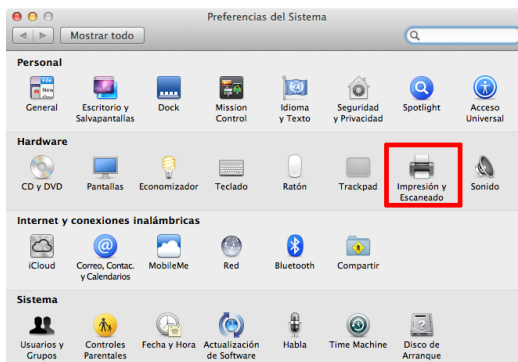 Preferencias del Sistema
Mostrar todo
Personal
General
Escritorio y
Salvapantallas
Dock
Mission
Control
Idioma
y Texto
Seguridad
y Privacidad
Spotlight
Acceso
Universal
Hardware
CD y DVD
Pantallas
Economizador
Teclado
Ratón
Trackpad
Impresión y
Escaneado
Sonido
Internet y conexiones inalámbricas
iCloud
Correo, Contac.
y Calendarios
MobileMe
Red
Bluetooth
Compartir
Sistema
Usuarios y
Grupos
Controles
Parentales
Fecha y Hora
Actualización
de Software
Habla
Time Machine
Disco de
Arranque